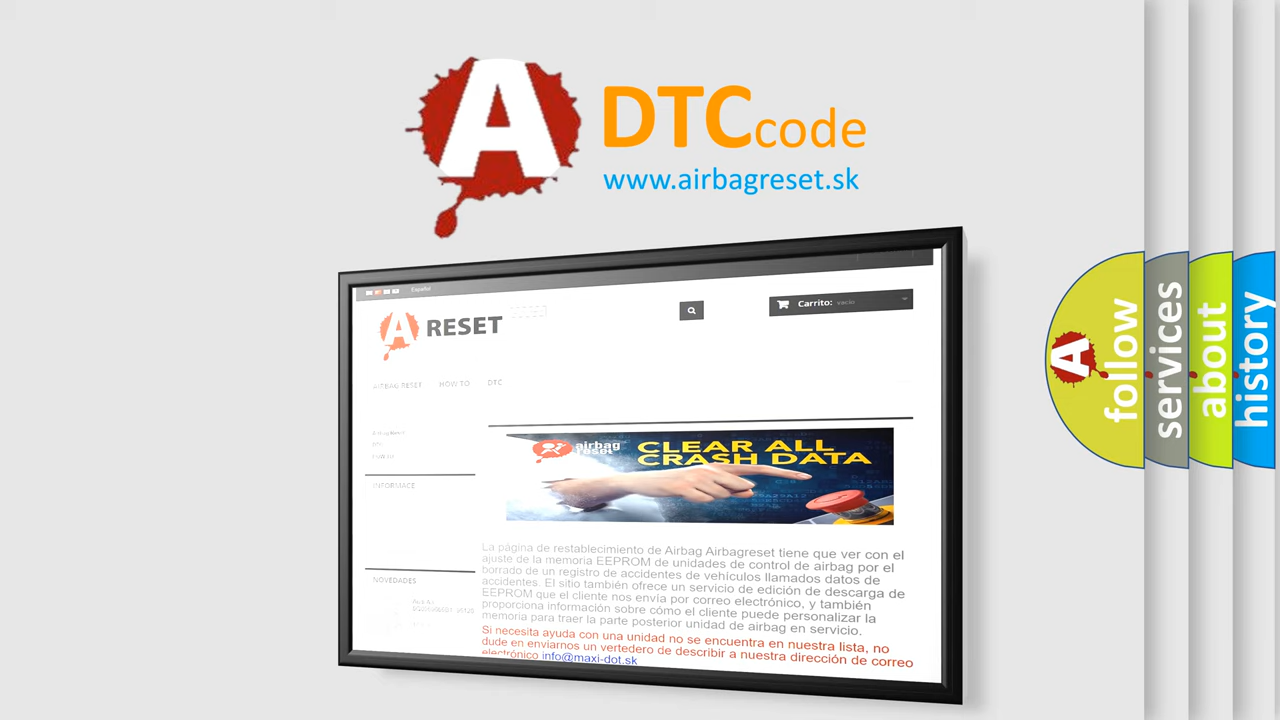 A DTCcode
www.airbagreset.sk
Español
A RESET
Carrito: vacío
AIRBAG RESET HOW TO DTC
INFORMACE
NOVEDADES
airbag
reset
CLEAR ALL
CRASH DATA
La página de restablecimiento de Airbag Airbagreset tiene que ver con el
ajuste de la memoria EEPROM de unidades de control de airbag por el
borrado de un registro de accidentes de vehículos llamados datos de
accidentes. El sitio también ofrece un servicio de edición de descarga de
EEPROM que el cliente nos envía por correo electrónico, y también
proporciona información sobre cómo el cliente puede personalizar la
memoria para traer la parte posterior unidad de airbag en servicio.
Si necesita ayuda con una unidad no se encuentra en nuestra lista, no
dude en enviarnos un vertedero de describir a nuestra dirección de correo
electrónico info@maxi-dot.sk
A follow
services
about
history